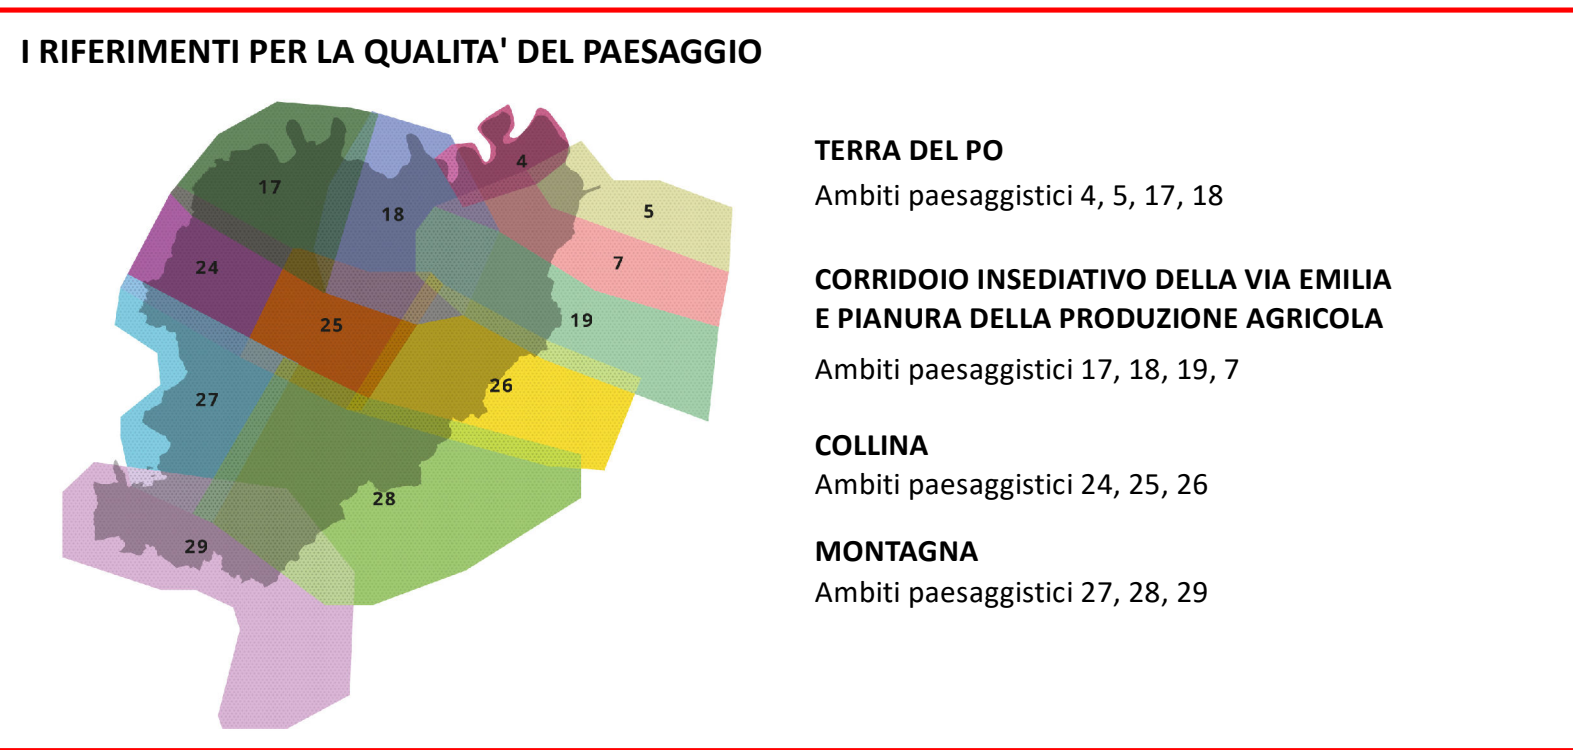 I RIFERIMENTI PER LA QUALITA' DEL PAESAGGIO
4
17
18
5
7
24
25
19
26
27
28
29
TERRA DEL PO
Ambiti paesaggistici 4, 5, 17, 18
CORRIDOIO INSEDIATIVO DELLA VIA EMILIA
E PIANURA DELLA PRODUZIONE AGRICOLA
Ambiti paesaggistici 17, 18, 19, 7
COLLINA
Ambiti paesaggistici 24, 25, 26
MONTAGNA
Ambiti paesaggistici 27, 28, 29